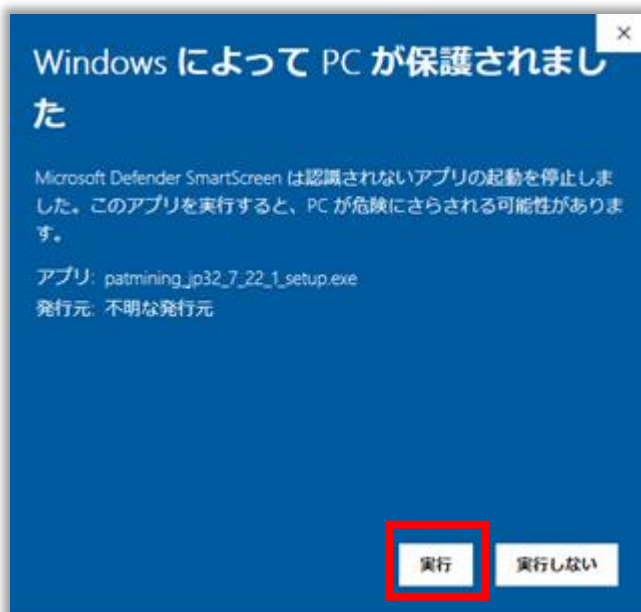 Windows によって PC が保護されまし
た
Microsoft Defender SmartScreen は認識されないアプリの起動を停止しま
した。このアプリを実行すると、PC が危険にさらされる可能性がありま
す。
アプリ: patmining_jp32_7_22_1_setup.exe
発行元: 不明な発行元
実行
実行しない